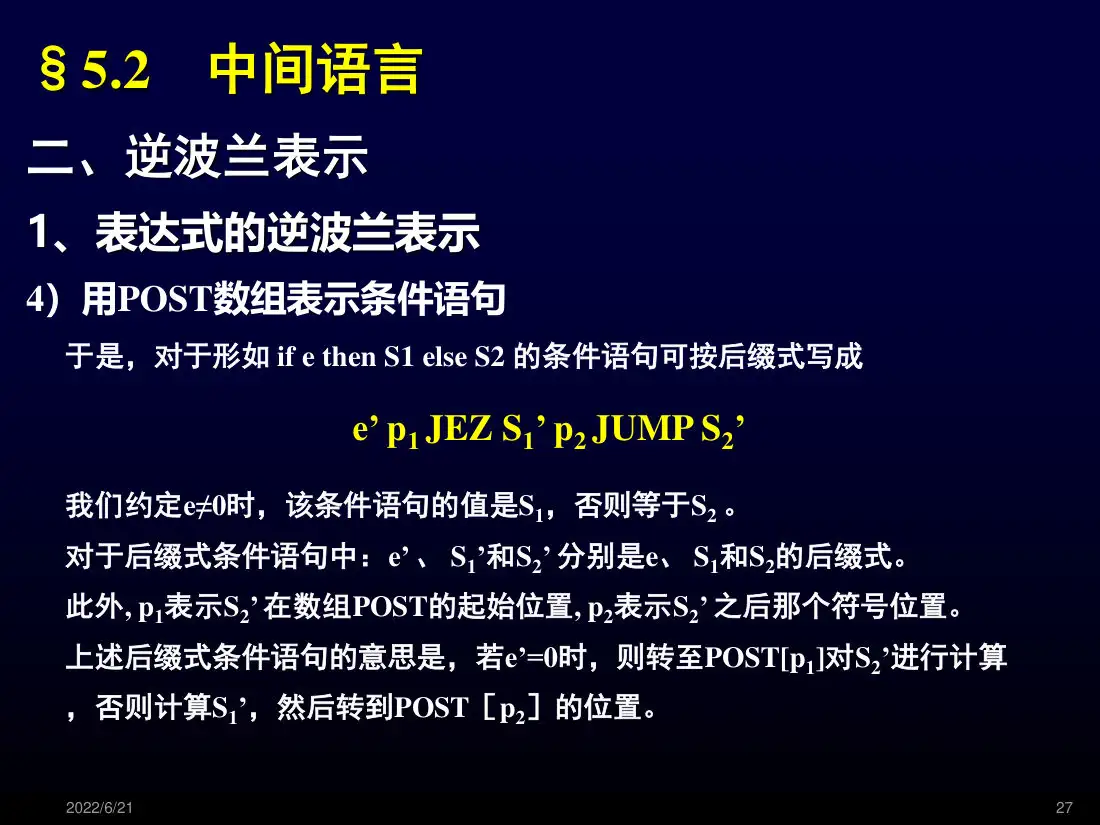 §5.2 中间语言
二、逆波兰表示
1、表达式的逆波兰表示
4）用POST数组表示条件语句
于是，对于形如 if e then S1 else S2 的条件语句可按后缀式写成
e’ p₁ JEZ S₁’ p₂ JUMP S₂’
我们约定e≠0时，该条件语句的值是S₁，否则等于S₂ 。
对于后缀式条件语句中：e’ 、 S₁’和S₂’ 分别是e、 S₁和S₂的后缀式。
此外, p₁表示S₂’ 在数组POST的起始位置, p₂表示S₂’ 之后那个符号位置。
上述后缀式条件语句的意思是，若e’=0时，则转至POST[p₁]对S₂’进行计算
，否则计算S₁’，然后转到POST［p₂］的位置。
2022/6/21
27